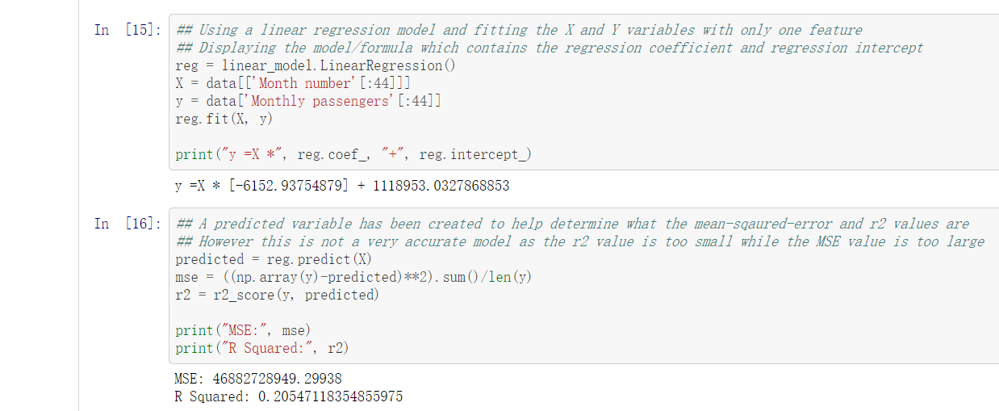 In [15]: ## Using a linear regression model and fitting the X and Y variables with only one feature
## Displaying the model/formula which contains the regression coefficient and regression intercept
reg = linear_model.LinearRegression()
X = data[['Month number'[:44]]]
y = data['Monthly passengers'[:44]]
reg.fit(X, y)
print("y =X *", reg.coef_, "+", reg.intercept_)
y =X * [-6152.93754879] + 1118953.0327868853
In [16]: ## A predicted variable has been created to help determine what the mean-sqaured-error and r2 values are
## However this is not a very accurate model as the r2 value is too small while the MSE value is too large
predicted = reg.predict(X)
mse = ((np.array(y)-predicted)**2).sum()/len(y)
r2 = r2_score(y, predicted)
print("MSE:", mse)
print("R Squared:", r2)
MSE: 46882728949.29938
R Squared: 0.20547118354855975